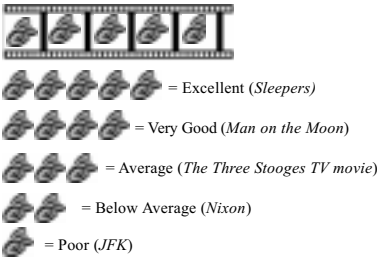 = Excellent (Sleepers)
= Very Good (Man on the Moon)
= Average (The Three Stooges TV movie)
= Below Average (Nixon)
= Poor (JFK)